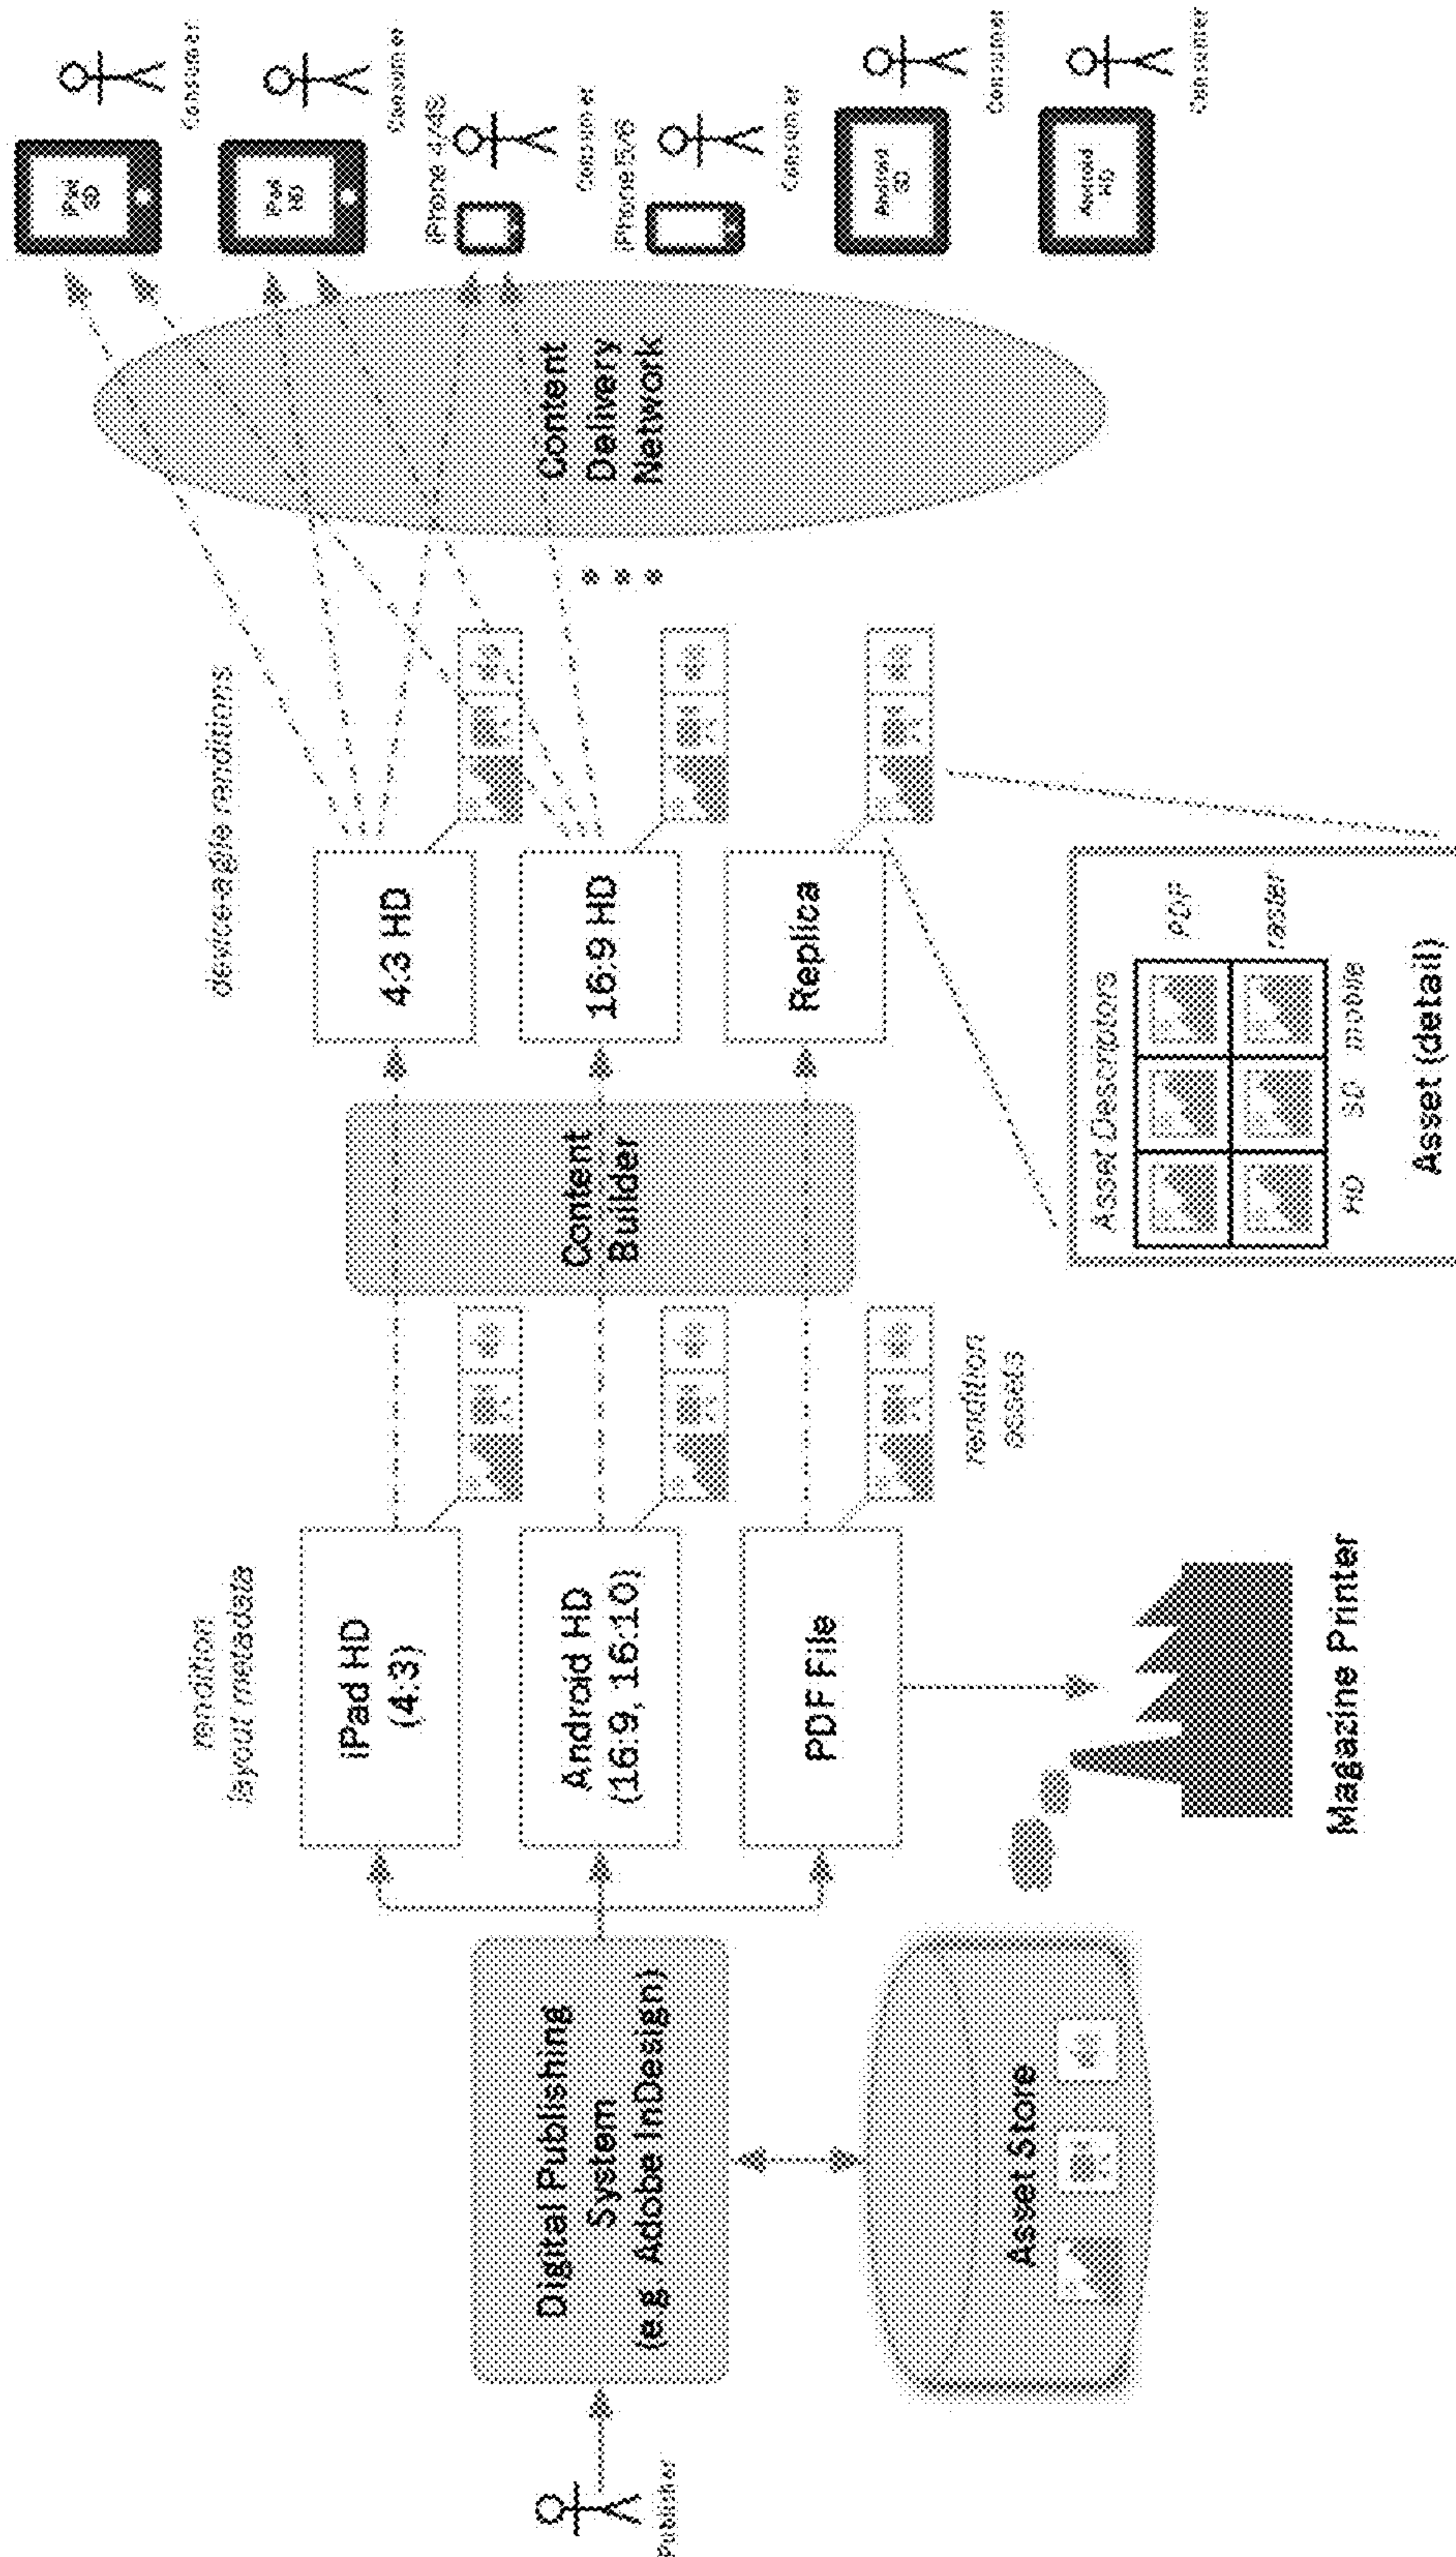 Publisher
Digital Publishing
System
(e.g. Adobe InDesign)
Asset Store
rendition
layout metadata
iPad HD
(4:3)
Android HD
(16:9, 16:10)
PDF File
Magazine Printer
rendition
assets
Content
Builder
device-agile renditions
4:3 HD
16:9 HD
Replica
Asset Descriptors
PDF
raster
HD
SD
mobile
Asset (detail)
Content
Delivery
Network
iPad
SD
Consumer
iPad
HD
Consumer
iPhone 4/4S
Consumer
iPhone 5/6
Consumer
Android
SD
Consumer
Android
HD
Consumer